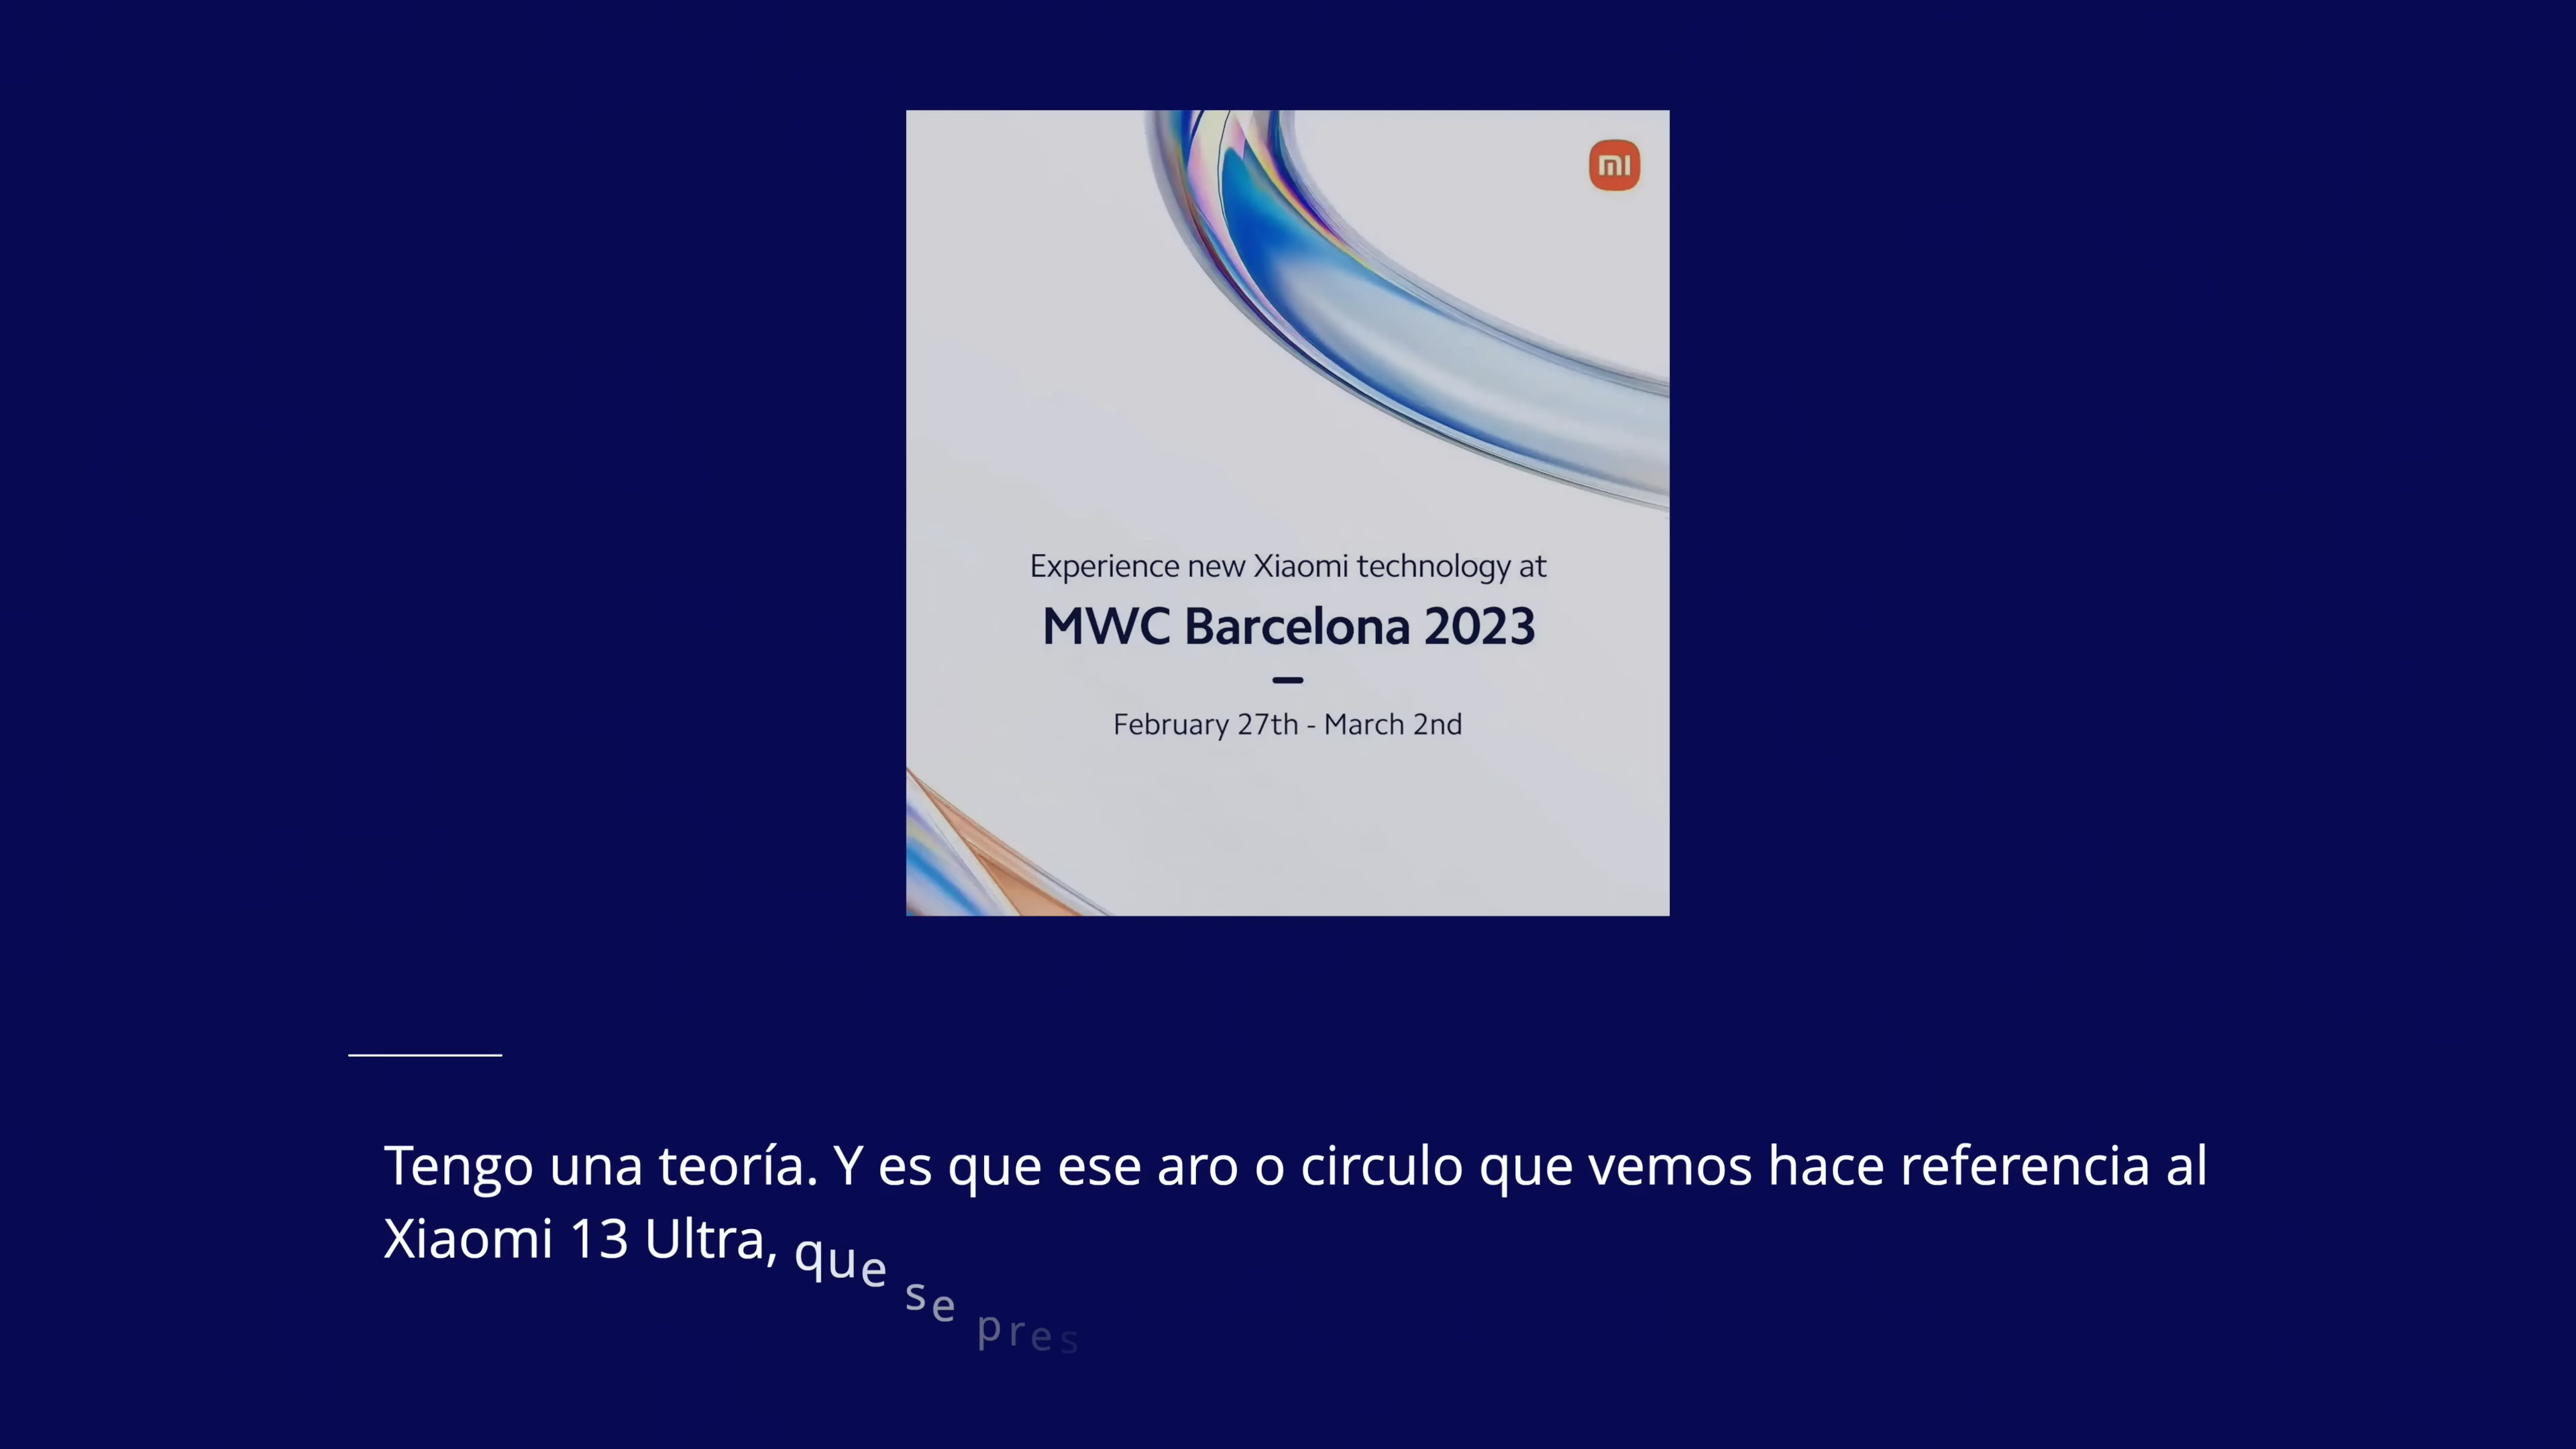 mi
Experience new Xiaomi technology at
MWC Barcelona 2023
February 27th - March 2nd
Tengo una teoría. Y es que ese aro o circulo que vemos hace referencia al
Xiaomi 13 Ultra, que se pres